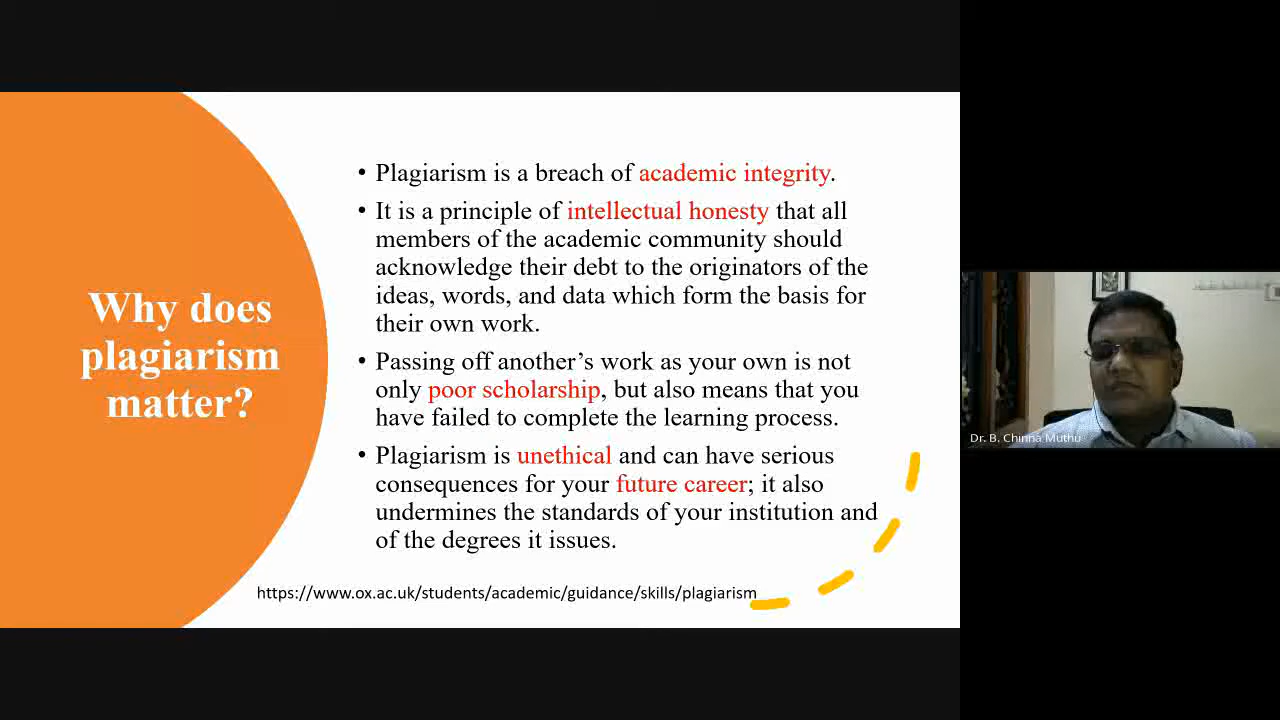 Why does
plagiarism
matter?
• Plagiarism is a breach of academic integrity.
• It is a principle of intellectual honesty that all
members of the academic community should
acknowledge their debt to the originators of the
ideas, words, and data which form the basis for
their own work.
• Passing off another’s work as your own is not
only poor scholarship, but also means that you
have failed to complete the learning process.
• Plagiarism is unethical and can have serious
consequences for your future career; it also
undermines the standards of your institution and
of the degrees it issues.
https://www.ox.ac.uk/students/academic/guidance/skills/plagiarism
Dr. B. Chinna Muthu